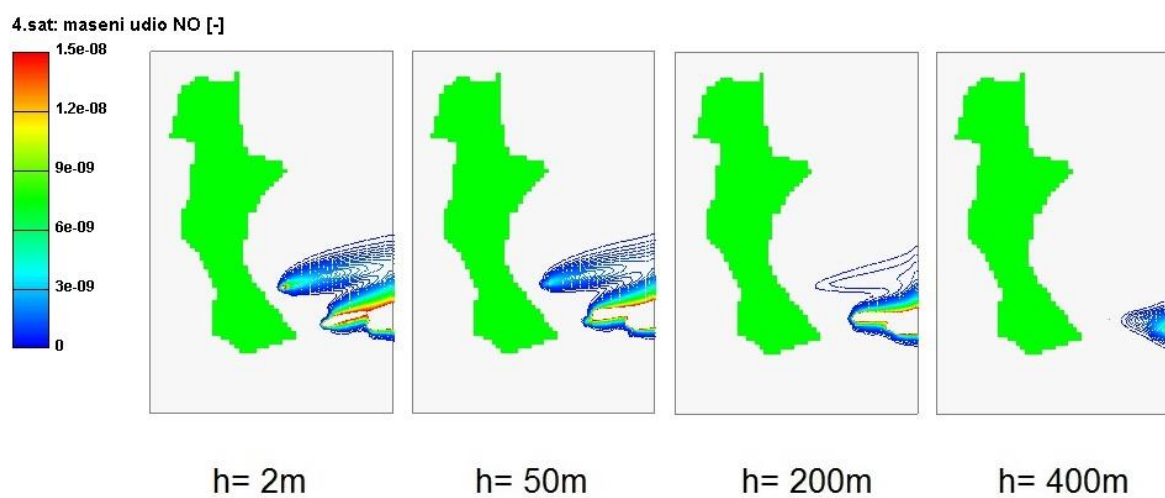 4.sat: maseni udio NO [-]
1.5e-08
1.2e-08
9e-09
6e-09
3e-09
0
h= 2m
h= 50m
h= 200m
h= 400m